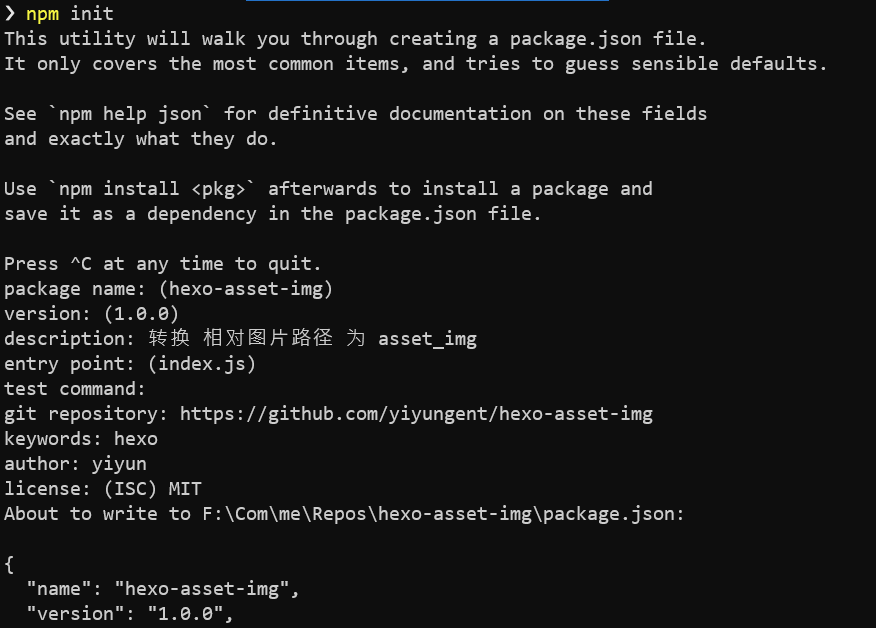 ❯ npm init
This utility will walk you through creating a package.json file.
It only covers the most common items, and tries to guess sensible defaults.

See `npm help json` for definitive documentation on these fields
and exactly what they do.

Use `npm install <pkg>` afterwards to install a package and
save it as a dependency in the package.json file.

Press ^C at any time to quit.
package name: (hexo-asset-img)
version: (1.0.0)
description: 转换 相对图片路径 为 asset_img
entry point: (index.js)
test command:
git repository: https://github.com/yiyungent/hexo-asset-img
keywords: hexo
author: yiyun
license: (ISC) MIT
About to write to F:\Com\me\Repos\hexo-asset-img\package.json:

{
  "name": "hexo-asset-img",
  "version": "1.0.0",